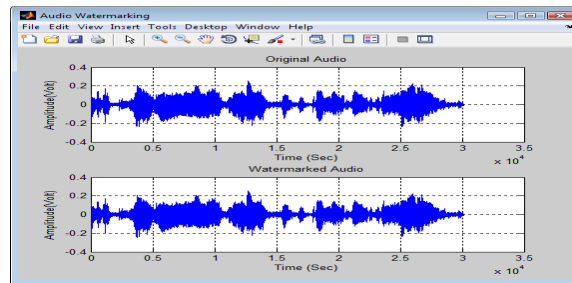 Audio Watermarking
File Edit View Insert Tools Desktop Window Help
Original Audio
Amplitude(Volt)
0.4
0.2
0
-0.2
-0.4
0 0.5 1 1.5 2 2.5 3 3.5
Time (Sec)
x 10^4
Watermarked Audio
Amplitude(Volt)
0.4
0.2
0
-0.2
-0.4
0 0.5 1 1.5 2 2.5 3 3.5
Time (Sec)
x 10^4